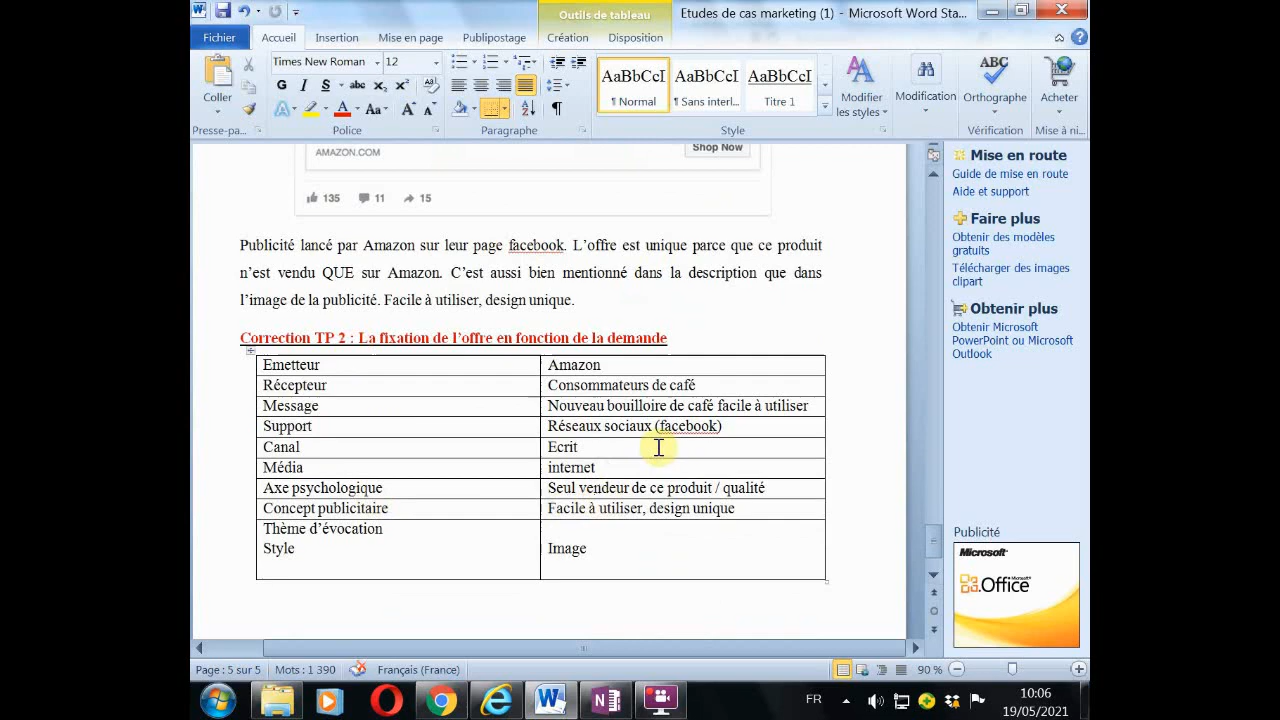 Outils de tableau
Etudes de cas marketing (1) - Microsoft Word Sta...
Fichier Accueil Insertion Mise en page Publipostage Création Disposition
Times New Roman 12
Coller
G I S abc x₂ x²
A A Aa A A
AaBbCcI AaBbCcI AaBbCcI
¶ Normal ¶ Sans interl... Titre 1
Modifier les styles
Modification
ABC
Orthographe
Acheter
Presse-pa... Police Paragraphe Style Vérification Mise à ni...
AMAZON.COM
Shop Now
135 11 15
Publicité lancé par Amazon sur leur page facebook. L’offre est unique parce que ce produit
n’est vendu QUE sur Amazon. C’est aussi bien mentionné dans la description que dans
l’image de la publicité. Facile à utiliser, design unique.
Correction TP 2 : La fixation de l’offre en fonction de la demande
Emetteur Amazon
Récepteur Consommateurs de café
Message Nouveau bouilloire de café facile à utiliser
Support Réseaux sociaux (facebook)
Canal Ecrit
Média internet
Axe psychologique Seul vendeur de ce produit / qualité
Concept publicitaire Facile à utiliser, design unique
Thème d’évocation
Style Image
Mise en route
Guide de mise en route
Aide et support
Faire plus
Obtenir des modèles
gratuits
Télécharger des images
clipart
Obtenir plus
Obtenir Microsoft
PowerPoint ou Microsoft
Outlook
Publicité
Microsoft
Office
Page : 5 sur 5 Mots : 1 390 Français (France) 90 %
FR 10:06
19/05/2021